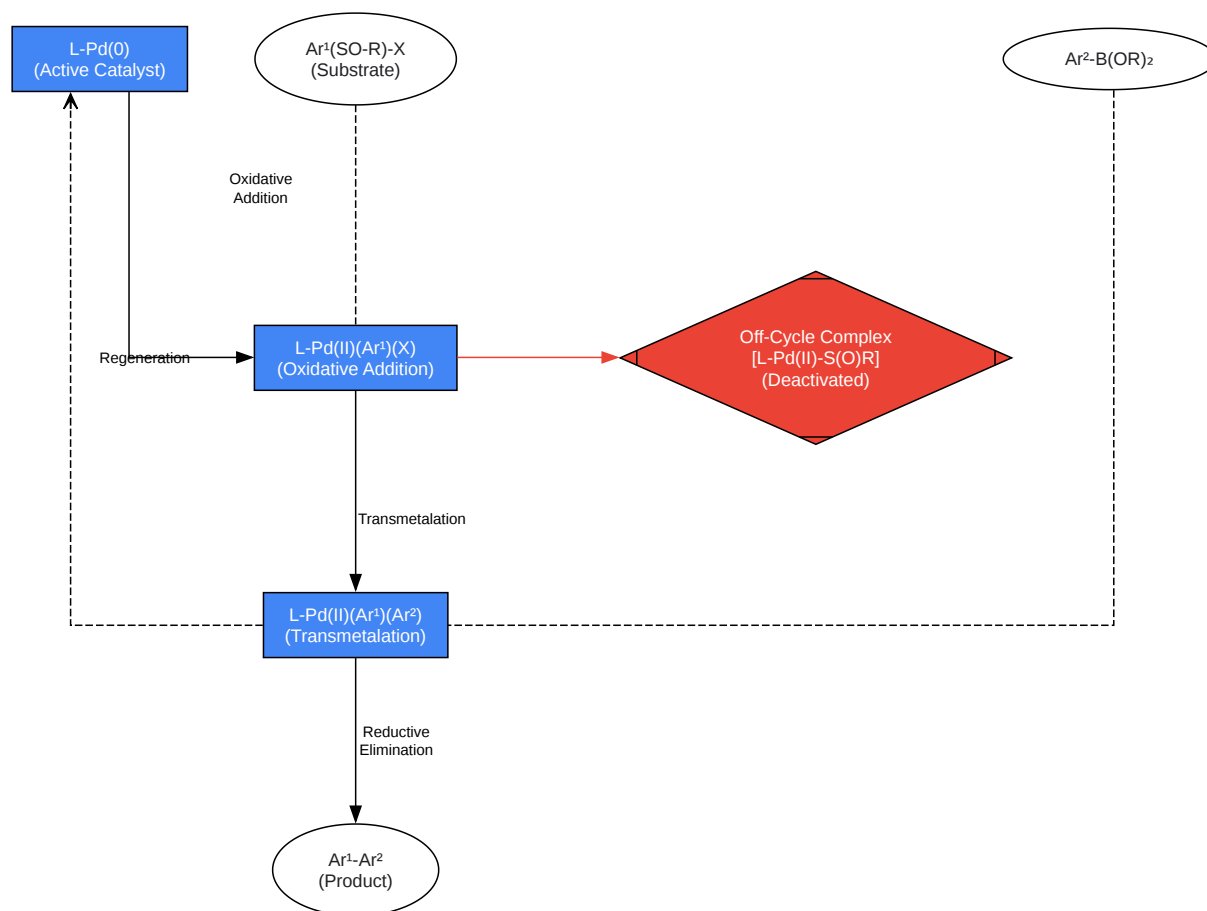 L-Pd(0)
(Active Catalyst)
Ar¹(SO-R)-X
(Substrate)
Ar²-B(OR)₂
Oxidative
Addition
Regeneration
L-Pd(II)(Ar¹)(X)
(Oxidative Addition)
Off-Cycle Complex
[L-Pd(II)-S(O)R]
(Deactivated)
Transmetalation
L-Pd(II)(Ar¹)(Ar²)
(Transmetalation)
Reductive
Elimination
Ar¹-Ar²
(Product)